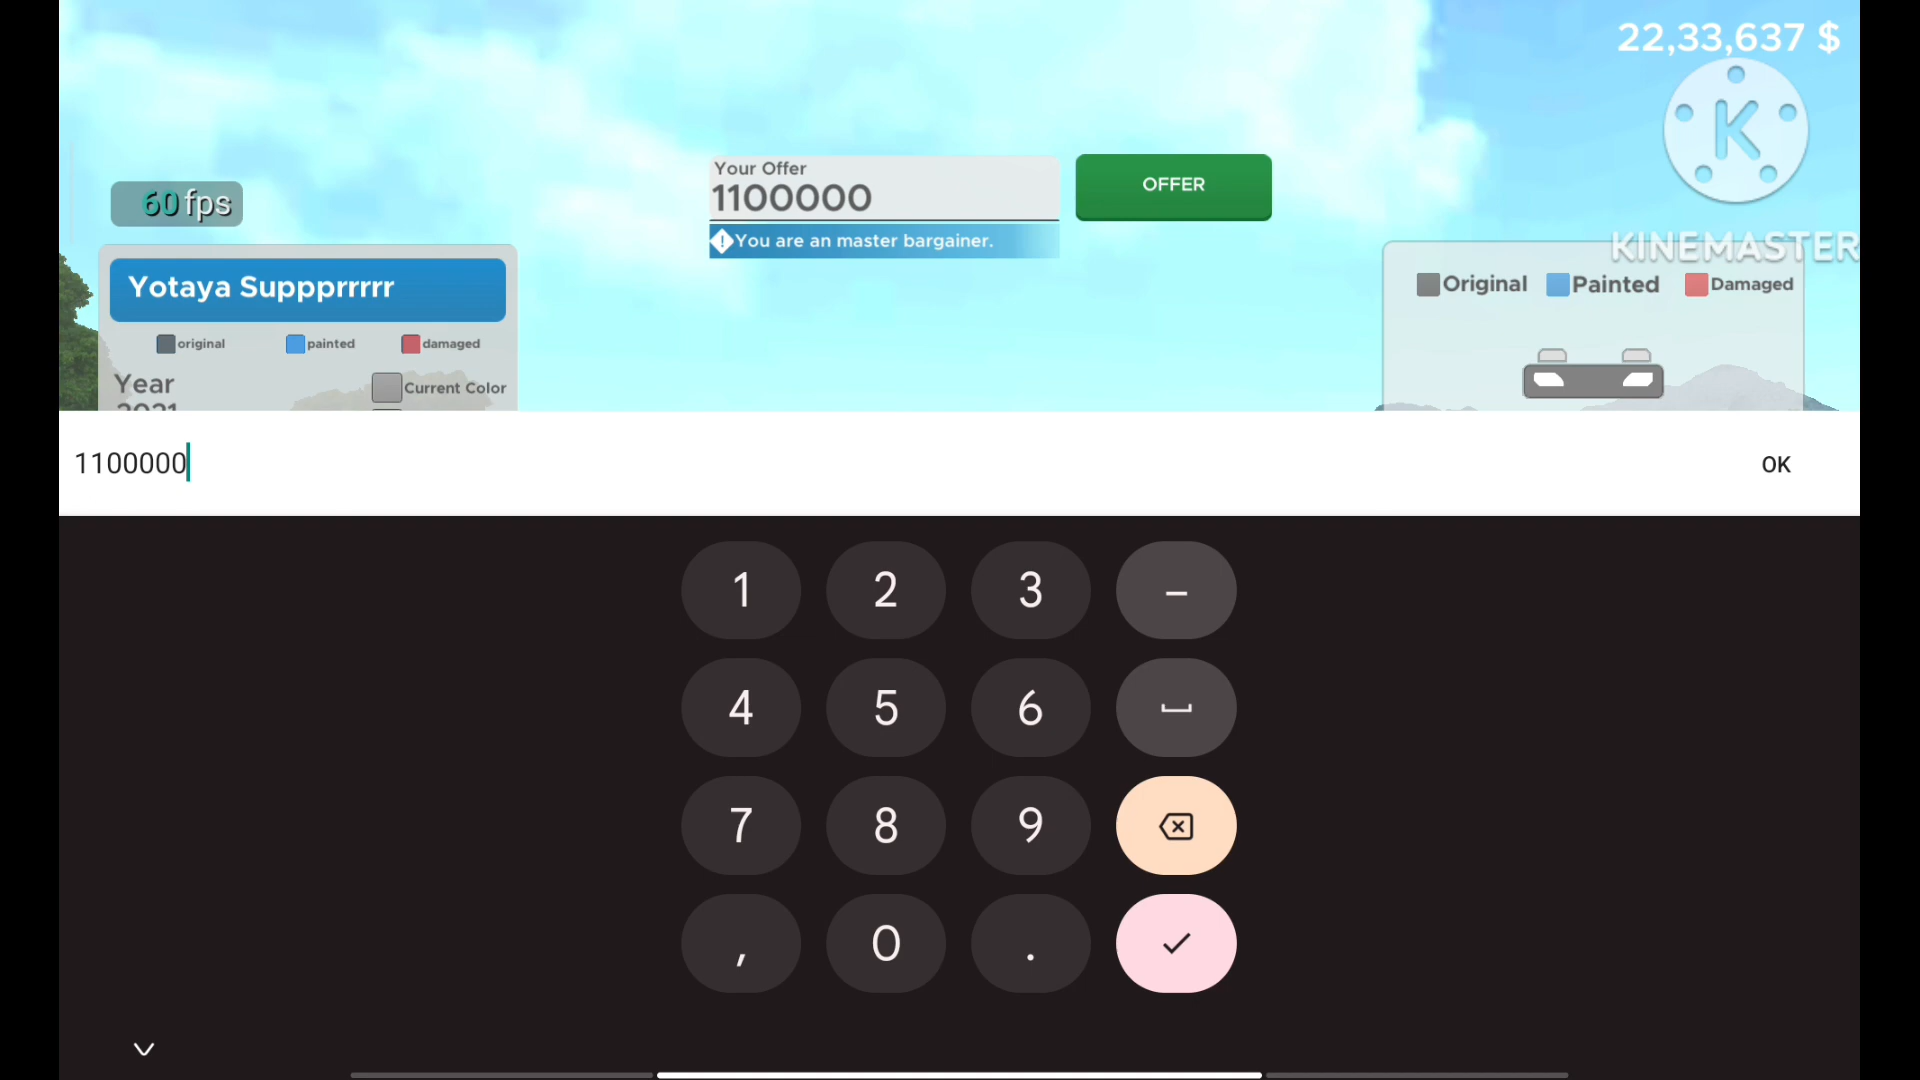 22,33,637 $
K
KINEMASTER
60 fps
Your Offer
1100000
OFFER
You are an master bargainer.
Yotaya Suppprrrrr
original painted damaged
Year
2021
Current Color
Original Painted Damaged
1100000
OK
1 2 3 –
4 5 6
7 8 9
, 0 .